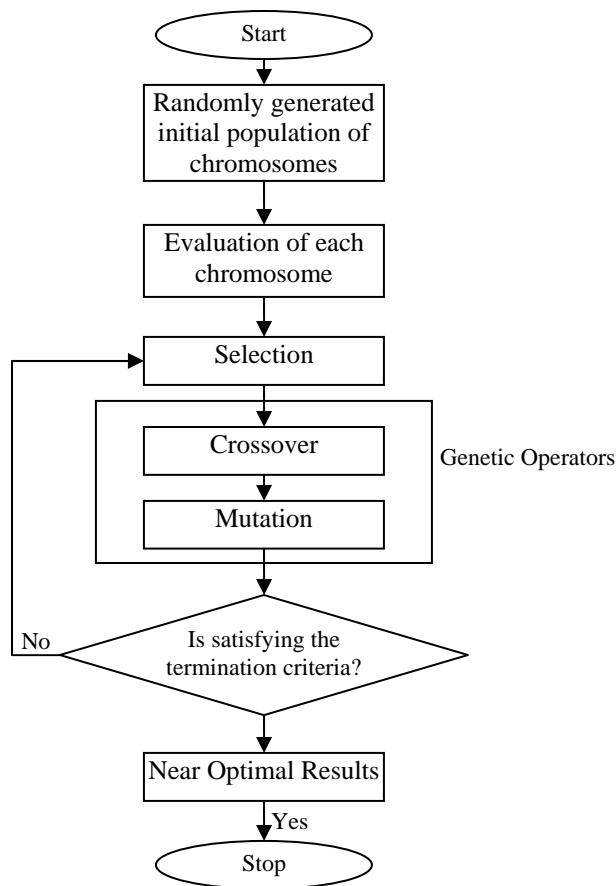 Start
Randomly generated
initial population of
chromosomes
Evaluation of each
chromosome
Selection
Crossover
Genetic Operators
Mutation
No
Is satisfying the
termination criteria?
Near Optimal Results
Yes
Stop